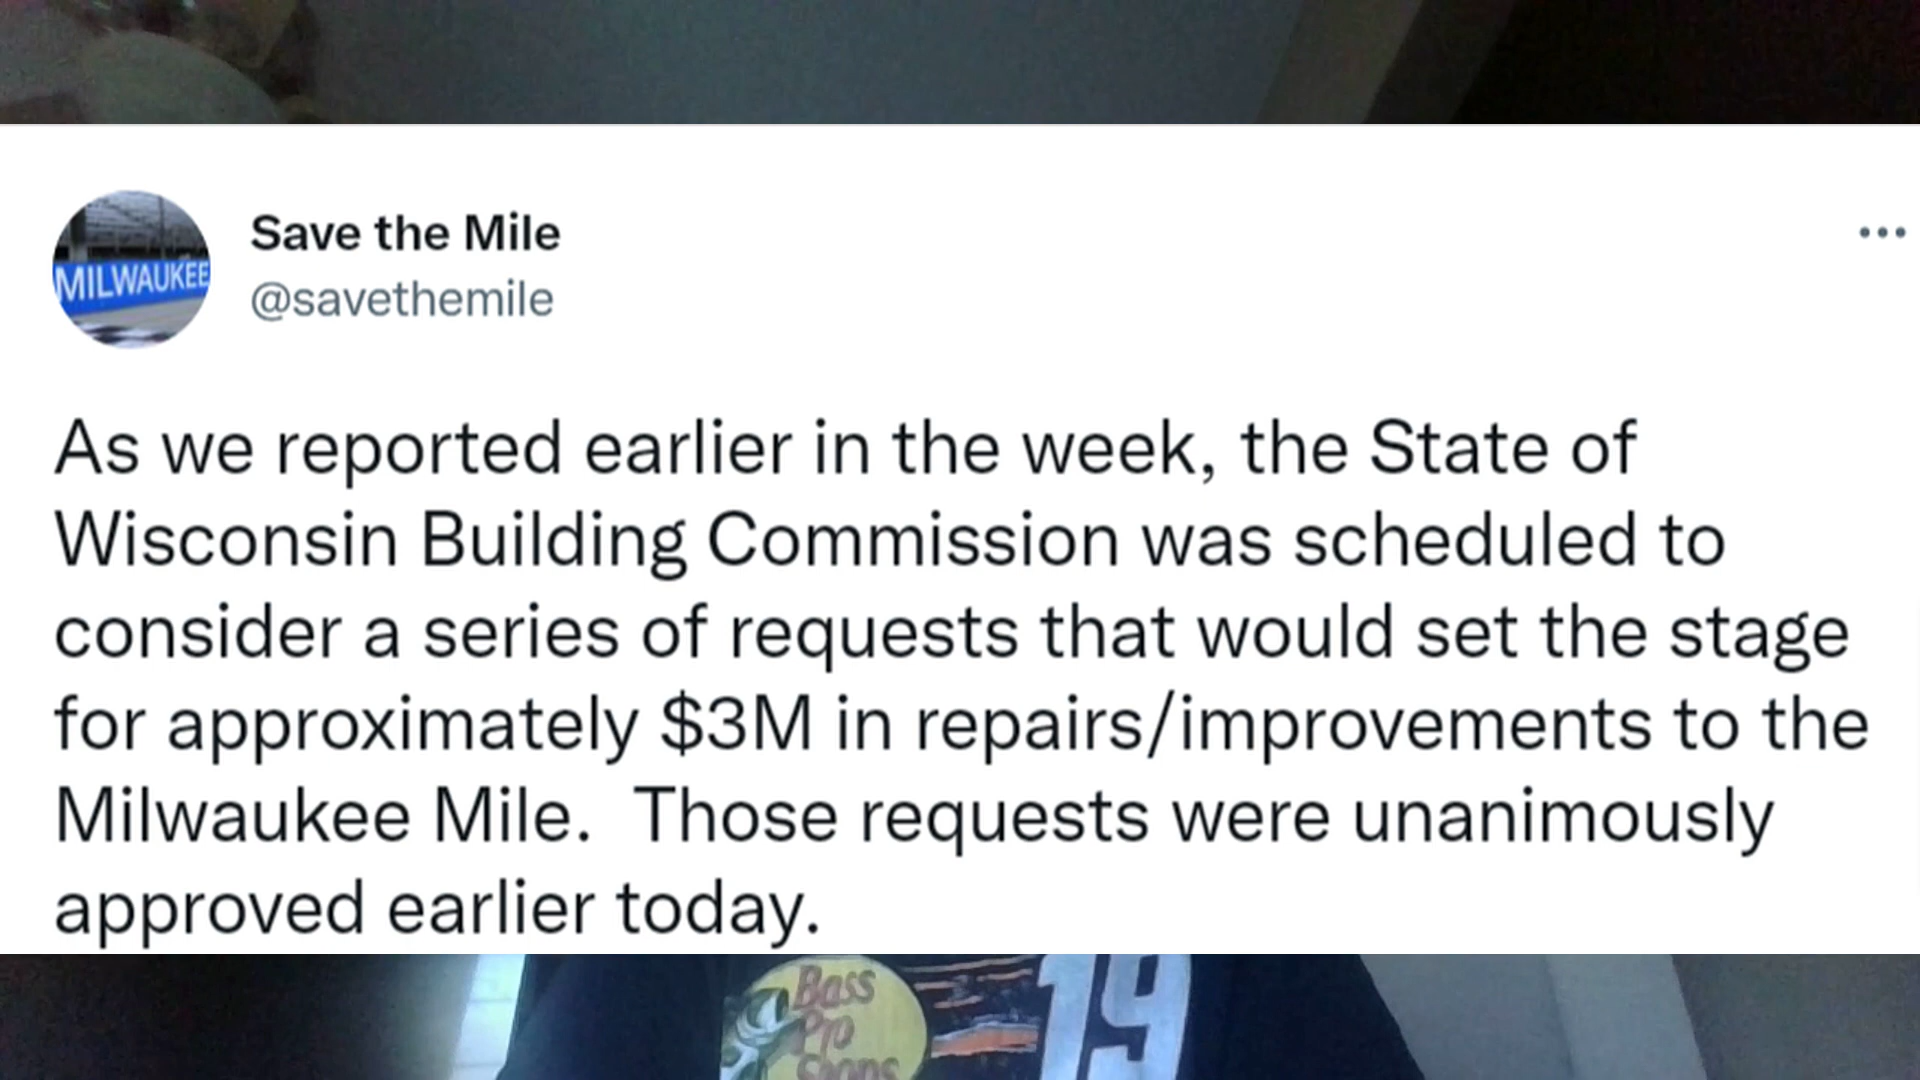 MILWAUKEE
Save the Mile
@savethemile
As we reported earlier in the week, the State of
Wisconsin Building Commission was scheduled to
consider a series of requests that would set the stage
for approximately $3M in repairs/improvements to the
Milwaukee Mile.  Those requests were unanimously
approved earlier today.
Bass
Pro
Shops
19